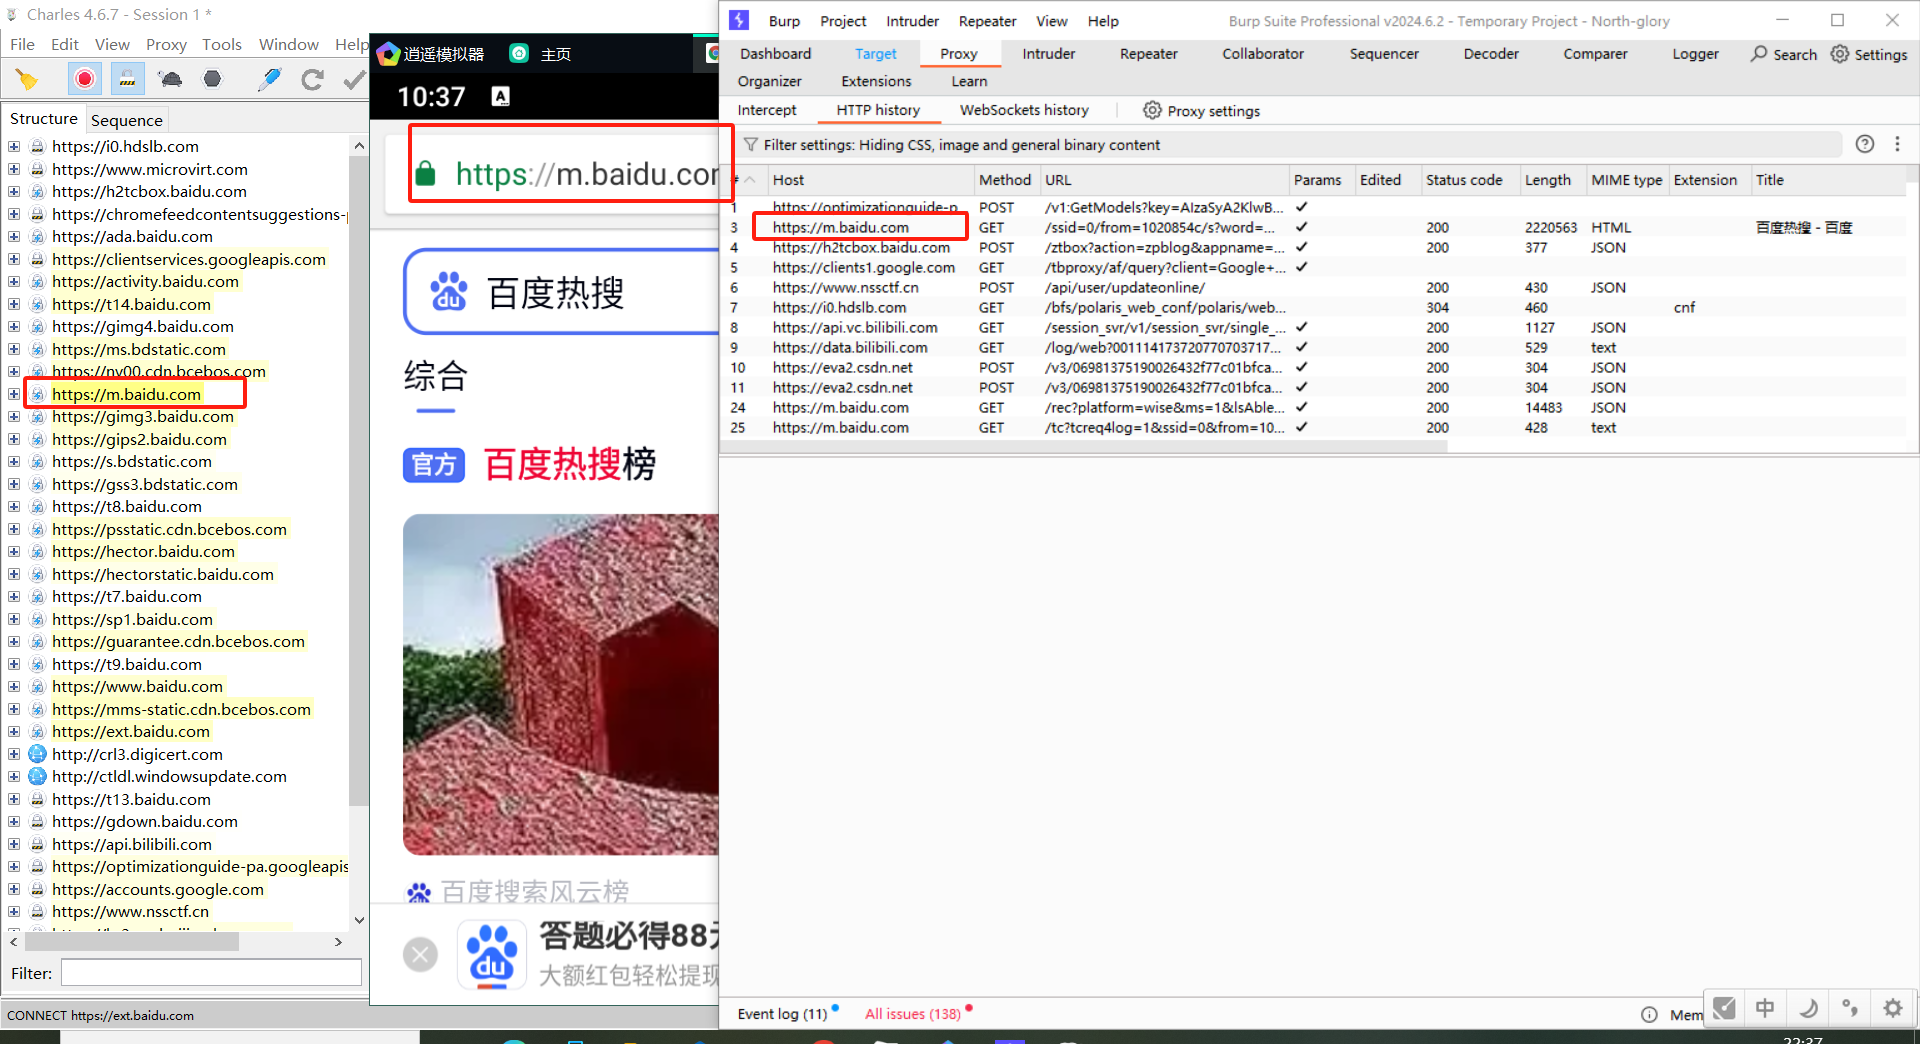 Charles 4.6.7 - Session 1 *
File Edit View Proxy Tools Window Help
Structure Sequence
https://i0.hdslb.com
https://www.microvirt.com
https://h2tcbox.baidu.com
https://chromefeedcontentsuggestions-
https://ada.baidu.com
https://clientservices.googleapis.com
https://activity.baidu.com
https://t14.baidu.com
https://gimg4.baidu.com
https://ms.bdstatic.com
https://nv00.cdn.bcebos.com
https://m.baidu.com
https://gimg3.baidu.com
https://gips2.baidu.com
https://s.bdstatic.com
https://gss3.bdstatic.com
https://t8.baidu.com
https://psstatic.cdn.bcebos.com
https://hector.baidu.com
https://hectorstatic.baidu.com
https://t7.baidu.com
https://sp1.baidu.com
https://guarantee.cdn.bcebos.com
https://t9.baidu.com
https://www.baidu.com
https://mms-static.cdn.bcebos.com
https://ext.baidu.com
http://crl3.digicert.com
http://ctldl.windowsupdate.com
https://t13.baidu.com
https://gdown.baidu.com
https://api.bilibili.com
https://optimizationguide-pa.googleapis
https://accounts.google.com
https://www.nssctf.cn
Filter:
CONNECT https://ext.baidu.com
逍遥模拟器 主页
10:37 A
https://m.baidu.com
du 百度热搜
综合
官方 百度热搜榜
百度搜索风云榜
du 答题必得88元
大额红包轻松提现
Burp Project Intruder Repeater View Help Burp Suite Professional v2024.6.2 - Temporary Project - North-glory
Dashboard Target Proxy Intruder Repeater Collaborator Sequencer Decoder Comparer Logger Search Settings
Organizer Extensions Learn
Intercept HTTP history WebSockets history Proxy settings
Filter settings: Hiding CSS, image and general binary content
# Host Method URL Params Edited Status code Length MIME type Extension Title
1 https://optimizationguide-p... POST /v1:GetModels?key=AIzaSyA2KlwB... ✓
3 https://m.baidu.com GET /ssid=0/from=1020854c/s?word=... ✓ 200 2220563 HTML 百度热搜 - 百度
4 https://h2tcbox.baidu.com POST /ztbox?action=zpblog&appname=... ✓ 200 377 JSON
5 https://clients1.google.com GET /tbproxy/af/query?client=Google+... ✓
6 https://www.nssctf.cn POST /api/user/updateonline/ 200 430 JSON
7 https://i0.hdslb.com GET /bfs/polaris_web_conf/polaris/web... 304 460 cnf
8 https://api.vc.bilibili.com GET /session_svr/v1/session_svr/single_... ✓ 200 1127 JSON
9 https://data.bilibili.com GET /log/web?001114173720770703717... ✓ 200 529 text
10 https://eva2.csdn.net POST /v3/06981375190026432f77c01bfca... ✓ 200 304 JSON
11 https://eva2.csdn.net POST /v3/06981375190026432f77c01bfca... ✓ 200 304 JSON
24 https://m.baidu.com GET /rec?platform=wise&ms=1&lsAble... ✓ 200 14483 JSON
25 https://m.baidu.com GET /tc?tcreq4log=1&ssid=0&from=10... ✓ 200 428 text
Event log (11) All issues (138) Mem 中
22:37